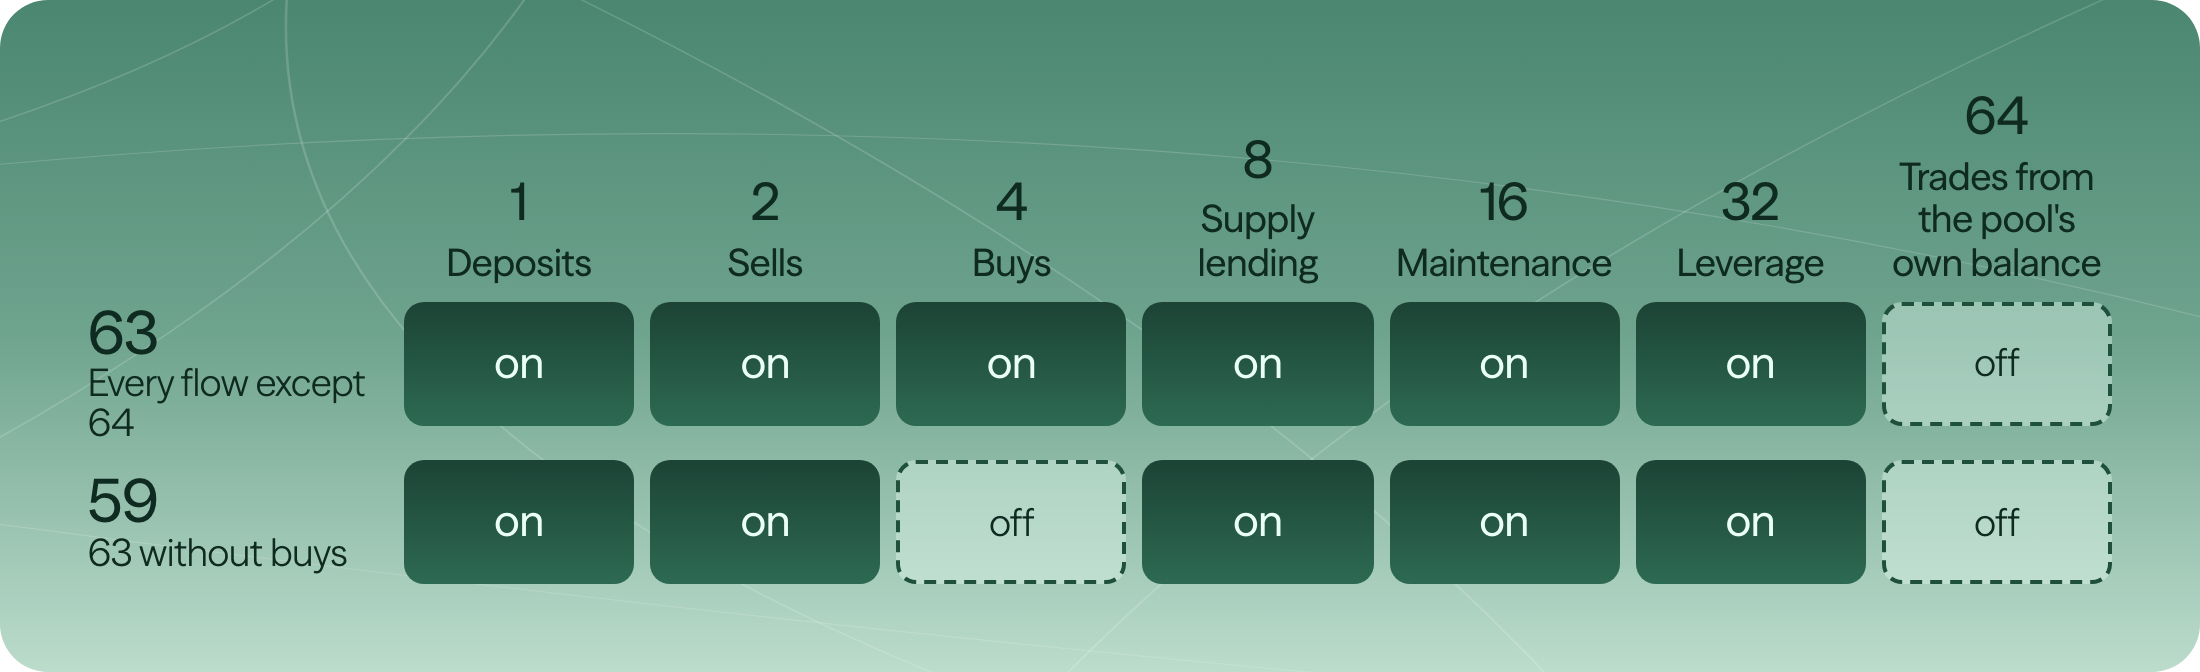 1
Deposits
2
Sells
4
Buys
8
Supply
lending
16
Maintenance
32
Leverage
64
Trades from
the pool's
own balance
63
Every flow except
64
on
on
on
on
on
on
off
59
63 without buys
on
on
off
on
on
on
off